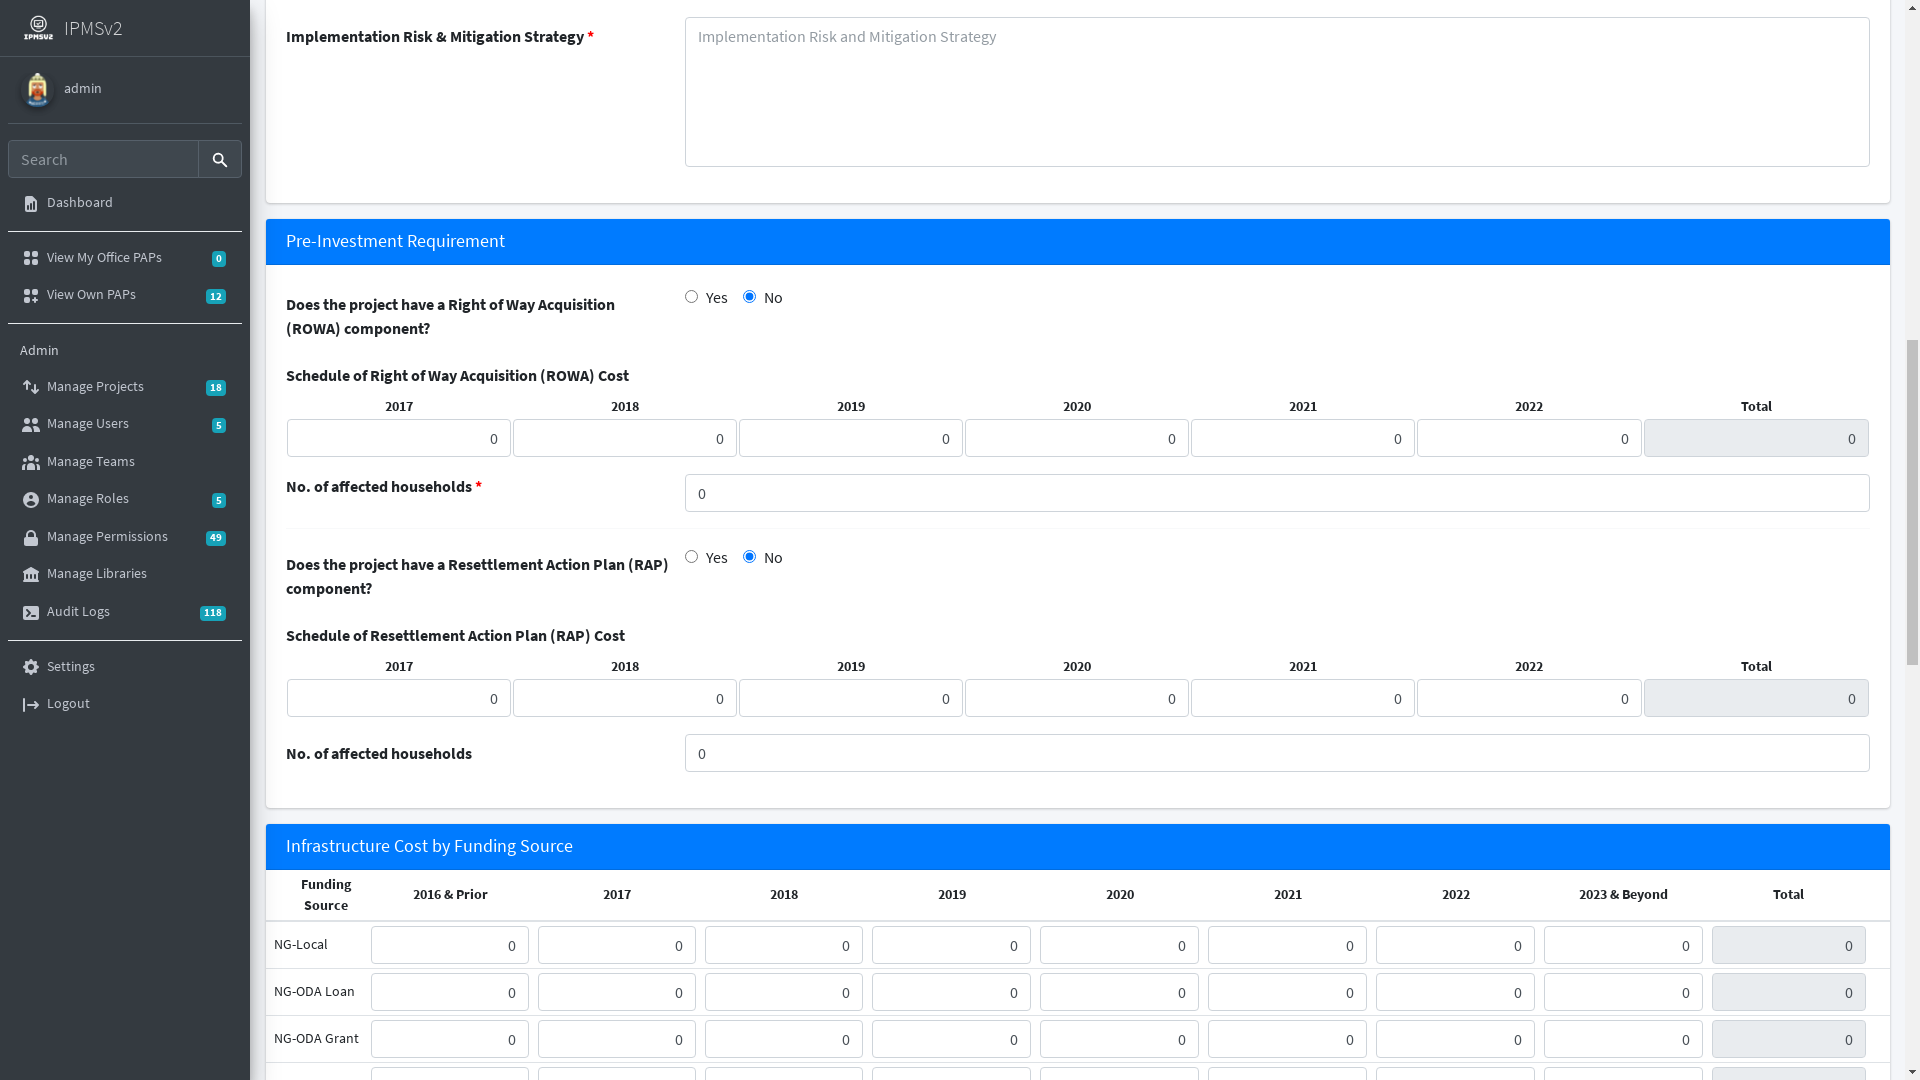 IPMSV2 IPMSv2
admin
Search
Dashboard
View My Office PAPs 0
View Own PAPs 12
Admin
Manage Projects 18
Manage Users 5
Manage Teams
Manage Roles 5
Manage Permissions 49
Manage Libraries
Audit Logs 118
Settings
Logout
Implementation Risk & Mitigation Strategy *
Implementation Risk and Mitigation Strategy
Pre-Investment Requirement
Does the project have a Right of Way Acquisition
(ROWA) component?
Yes No
Schedule of Right of Way Acquisition (ROWA) Cost
2017 2018 2019 2020 2021 2022 Total
0 0 0 0 0 0 0
No. of affected households *
0
Does the project have a Resettlement Action Plan (RAP)
component?
Yes No
Schedule of Resettlement Action Plan (RAP) Cost
2017 2018 2019 2020 2021 2022 Total
0 0 0 0 0 0 0
No. of affected households
0
Infrastructure Cost by Funding Source
Funding
Source
2016 & Prior 2017 2018 2019 2020 2021 2022 2023 & Beyond Total
NG-Local 0 0 0 0 0 0 0 0 0
NG-ODA Loan 0 0 0 0 0 0 0 0 0
NG-ODA Grant 0 0 0 0 0 0 0 0 0